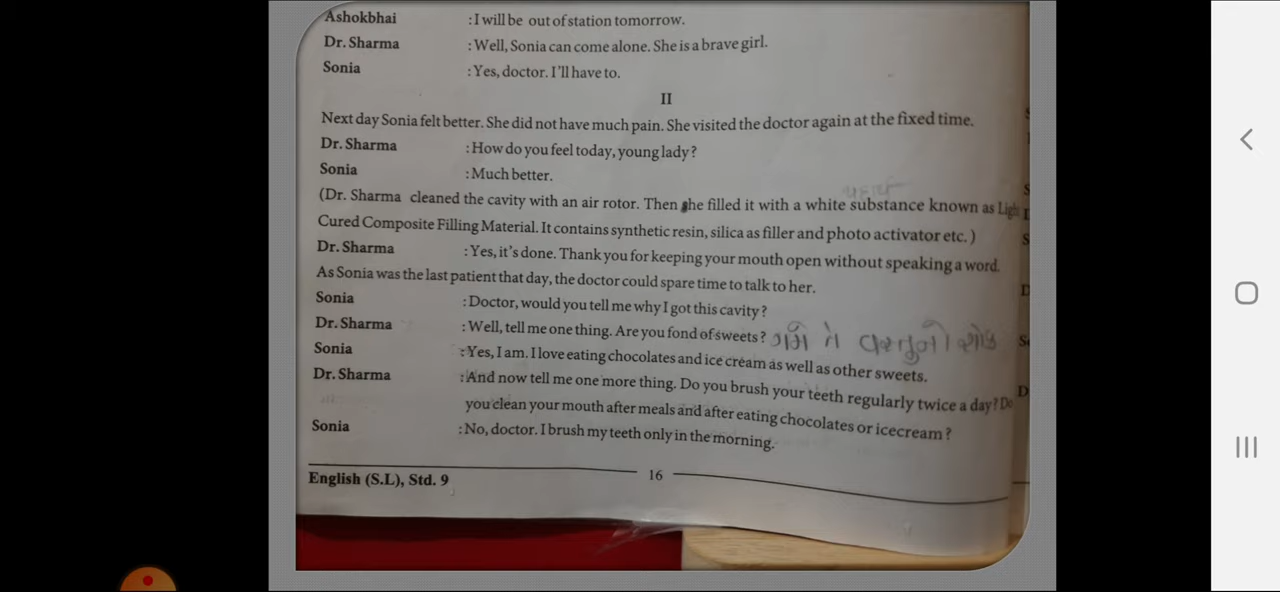 Ashokbhai : I will be out of station tomorrow.
Dr. Sharma : Well, Sonia can come alone. She is a brave girl.
Sonia : Yes, doctor. I'll have to.
II
Next day Sonia felt better. She did not have much pain. She visited the doctor again at the fixed time.
Dr. Sharma : How do you feel today, young lady?
Sonia : Much better.
(Dr. Sharma cleaned the cavity with an air rotor. Then she filled it with a white substance known as Light
Cured Composite Filling Material. It contains synthetic resin, silica as filler and photo activator etc. )
Dr. Sharma : Yes, it's done. Thank you for keeping your mouth open without speaking a word.
As Sonia was the last patient that day, the doctor could spare time to talk to her.
Sonia : Doctor, would you tell me why I got this cavity?
Dr. Sharma : Well, tell me one thing. Are you fond of sweets? તે વસ્તુનો શોખ
Sonia : Yes, I am. I love eating chocolates and ice cream as well as other sweets.
Dr. Sharma : And now tell me one more thing. Do you brush your teeth regularly twice a day? Do
you clean your mouth after meals and after eating chocolates or icecream ?
Sonia : No, doctor. I brush my teeth only in the morning.
16
English (S.L), Std. 9